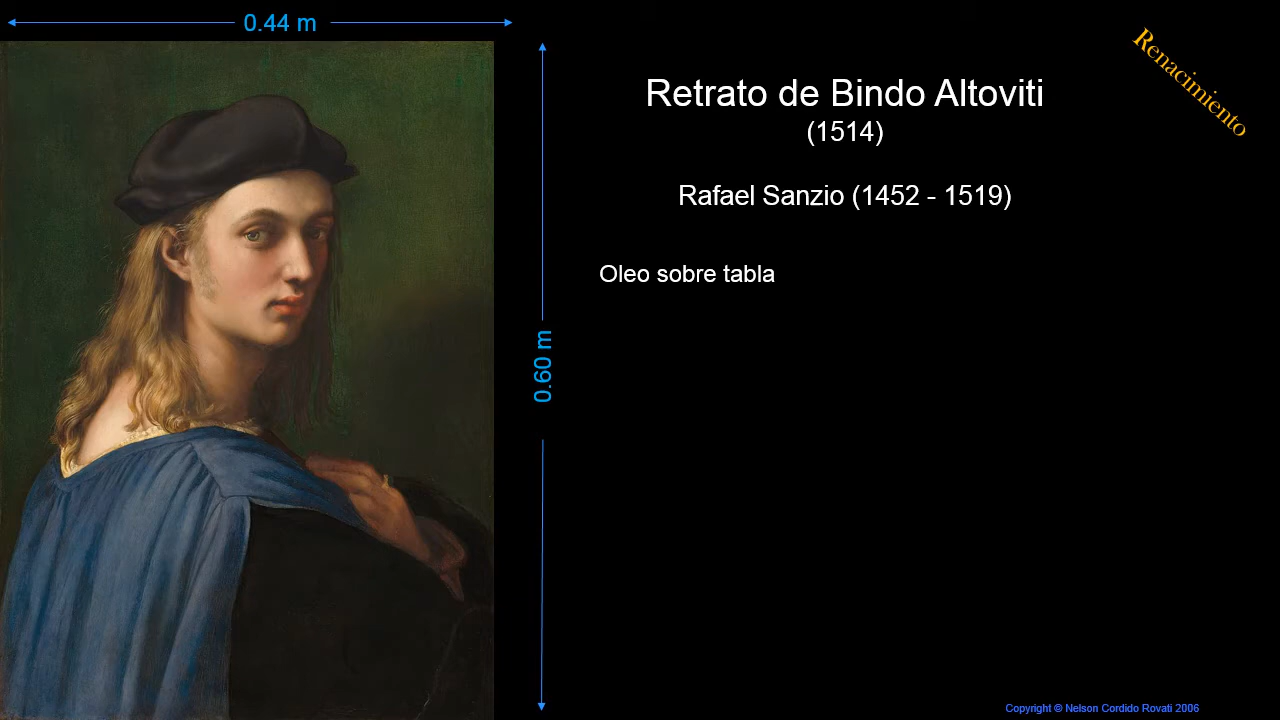 0.44 m
Renacimiento
Retrato de Bindo Altoviti
(1514)
Rafael Sanzio (1452 - 1519)
Oleo sobre tabla
0.60 m
Copyright © Nelson Cordido Rovati 2006